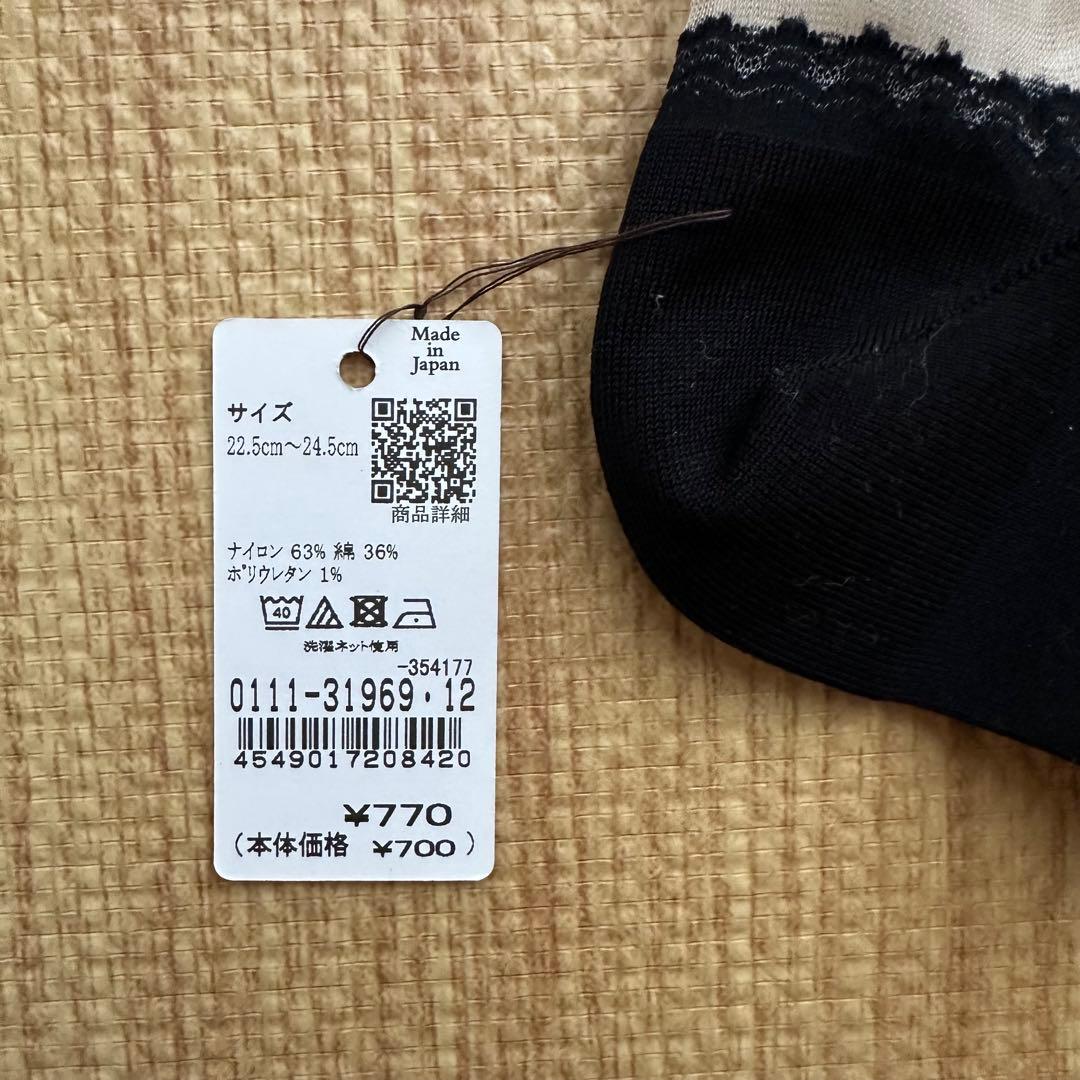 Made
in
Japan
サイズ
22.5cm～24.5cm
商品詳細
ナイロン 63% 綿 36%
ポリウレタン 1%
40
洗濯ネット使用
-354177
0111-31969・12
4549017208420
¥770
(本体価格 ¥700)